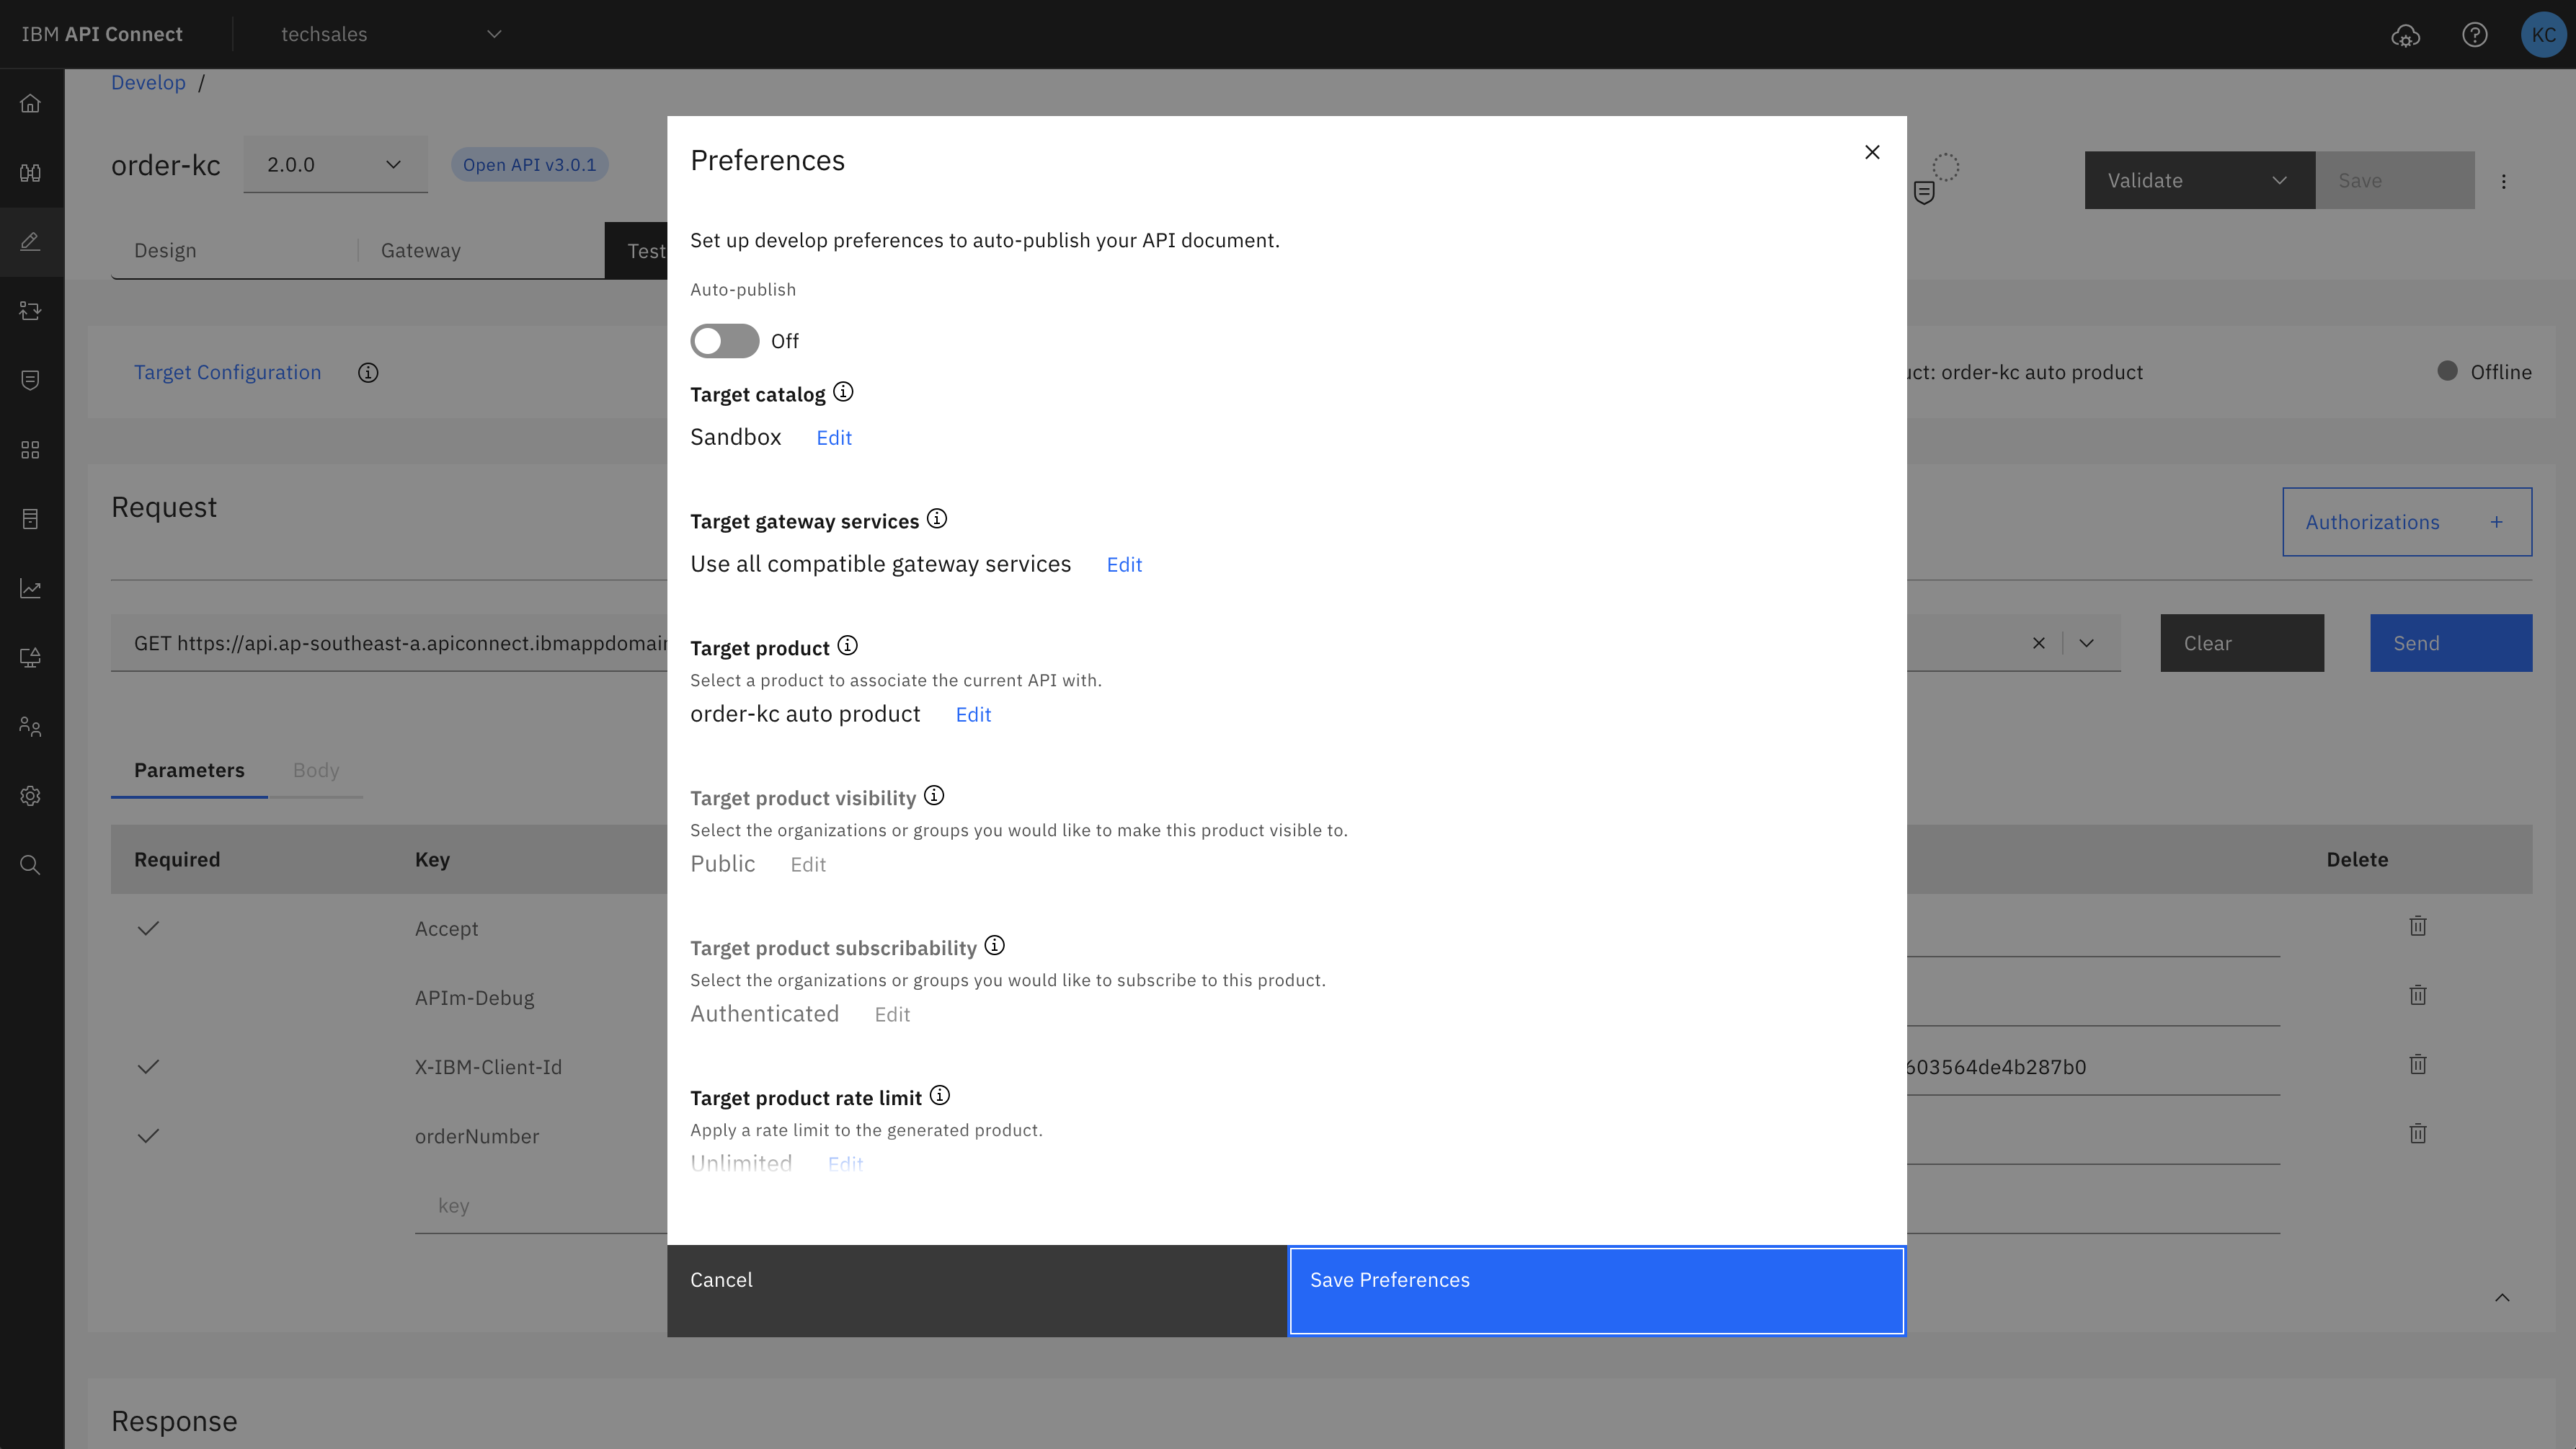 IBM API Connect
techsales
KC
Develop /
order-kc
2.0.0
Open API v3.0.1
Validate
Save
Design
Gateway
Test
Target Configuration
order-kc auto product
Offline
Request
Authorizations +
GET https://api.ap-southeast-a.apiconnect.ibmappdomain
Clear
Send
Parameters
Body
Required
Key
Delete
Accept
APIm-Debug
X-IBM-Client-Id
603564de4b287b0
orderNumber
key
Response
Preferences
Set up develop preferences to auto-publish your API document.
Auto-publish
Off
Target catalog
Sandbox Edit
Target gateway services
Use all compatible gateway services Edit
Target product
Select a product to associate the current API with.
order-kc auto product Edit
Target product visibility
Select the organizations or groups you would like to make this product visible to.
Public Edit
Target product subscribability
Select the organizations or groups you would like to subscribe to this product.
Authenticated Edit
Target product rate limit
Apply a rate limit to the generated product.
Unlimited Edit
Cancel
Save Preferences